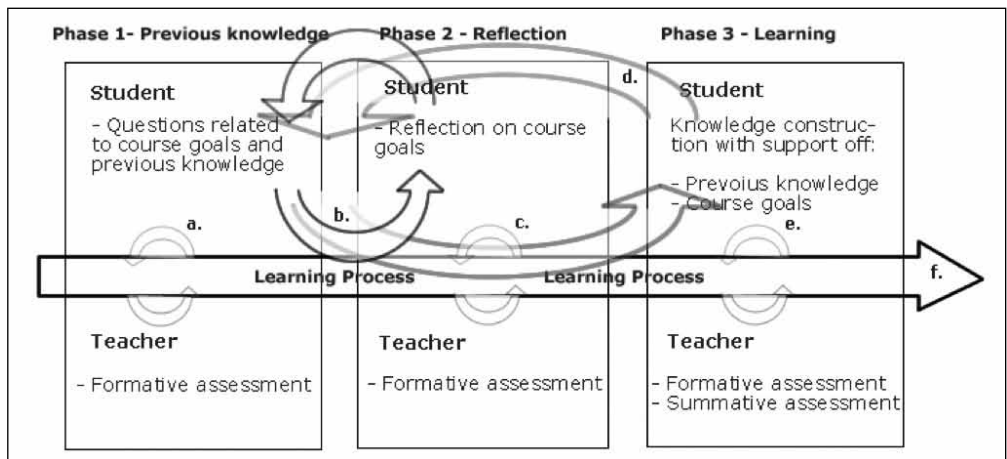 Phase 1- Previous knowledge
Phase 2 - Reflection
Phase 3 - Learning
Student
- Questions related
to course goals and
previous knowledge
Student
- Reflection on course
goals
d.
Student
Knowledge construc-
tion with support off:
- Prevoius knowledge
- Course goals
a.
b.
c.
e.
Learning Process
Learning Process
f.
Teacher
- Formative assessment
Teacher
- Formative assessment
Teacher
- Formative assessment
- Summative assessment